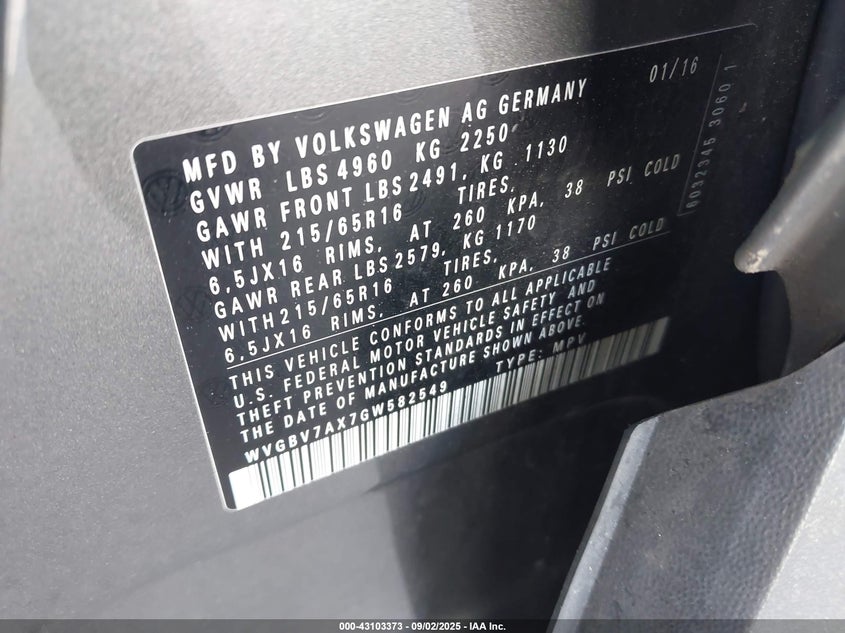 01/16
MFD BY VOLKSWAGEN AG GERMANY
GVWR LBS 4960 KG 2250
GAWR FRONT LBS 2491, KG 1130
WITH 215/65R16 TIRES,
6,5JX16 RIMS, AT 260 KPA, 38 PSI COLD
GAWR REAR LBS 2579, KG 1170
WITH 215/65R16 TIRES,
6,5JX16 RIMS, AT 260 KPA, 38 PSI COLD
THIS VEHICLE CONFORMS TO ALL APPLICABLE
U.S. FEDERAL MOTOR VEHICLE SAFETY AND
THEFT PREVENTION STANDARDS IN EFFECT ON
THE DATE OF MANUFACTURE SHOWN ABOVE.
WVGBV7AX7GW582549 TYPE: MPV
8032345 30601
000-43103373 - 09/02/2025 - IAA Inc.